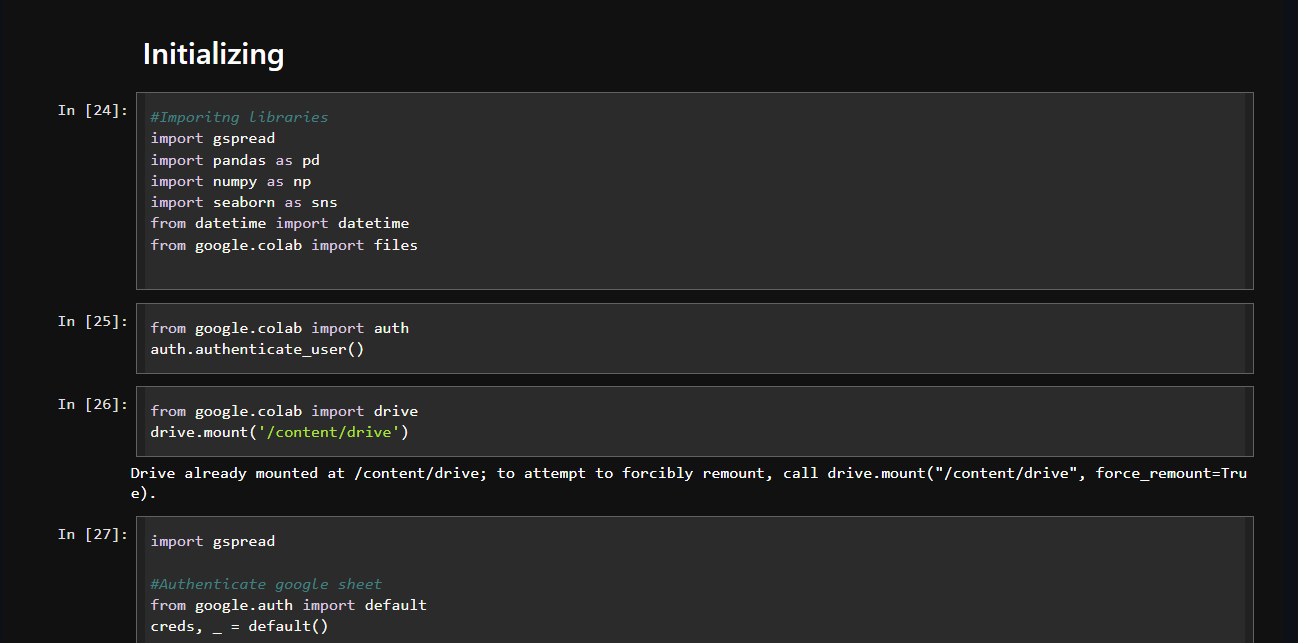 Initializing
In [24]:
#Imporitng libraries
import gspread
import pandas as pd
import numpy as np
import seaborn as sns
from datetime import datetime
from google.colab import files
In [25]:
from google.colab import auth
auth.authenticate_user()
In [26]:
from google.colab import drive
drive.mount('/content/drive')
Drive already mounted at /content/drive; to attempt to forcibly remount, call drive.mount("/content/drive", force_remount=Tru
e).
In [27]:
import gspread
#Authenticate google sheet
from google.auth import default
creds, _ = default()